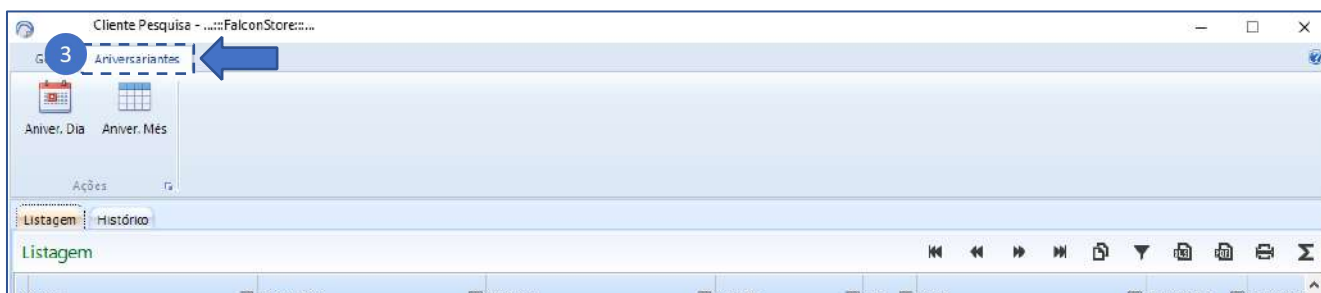 Cliente Pesquisa - ...:::FalconStore:::...
3
Aniversariantes
Aniver. Dia Aniver. Mês
Ações
Listagem Histórico
Listagem